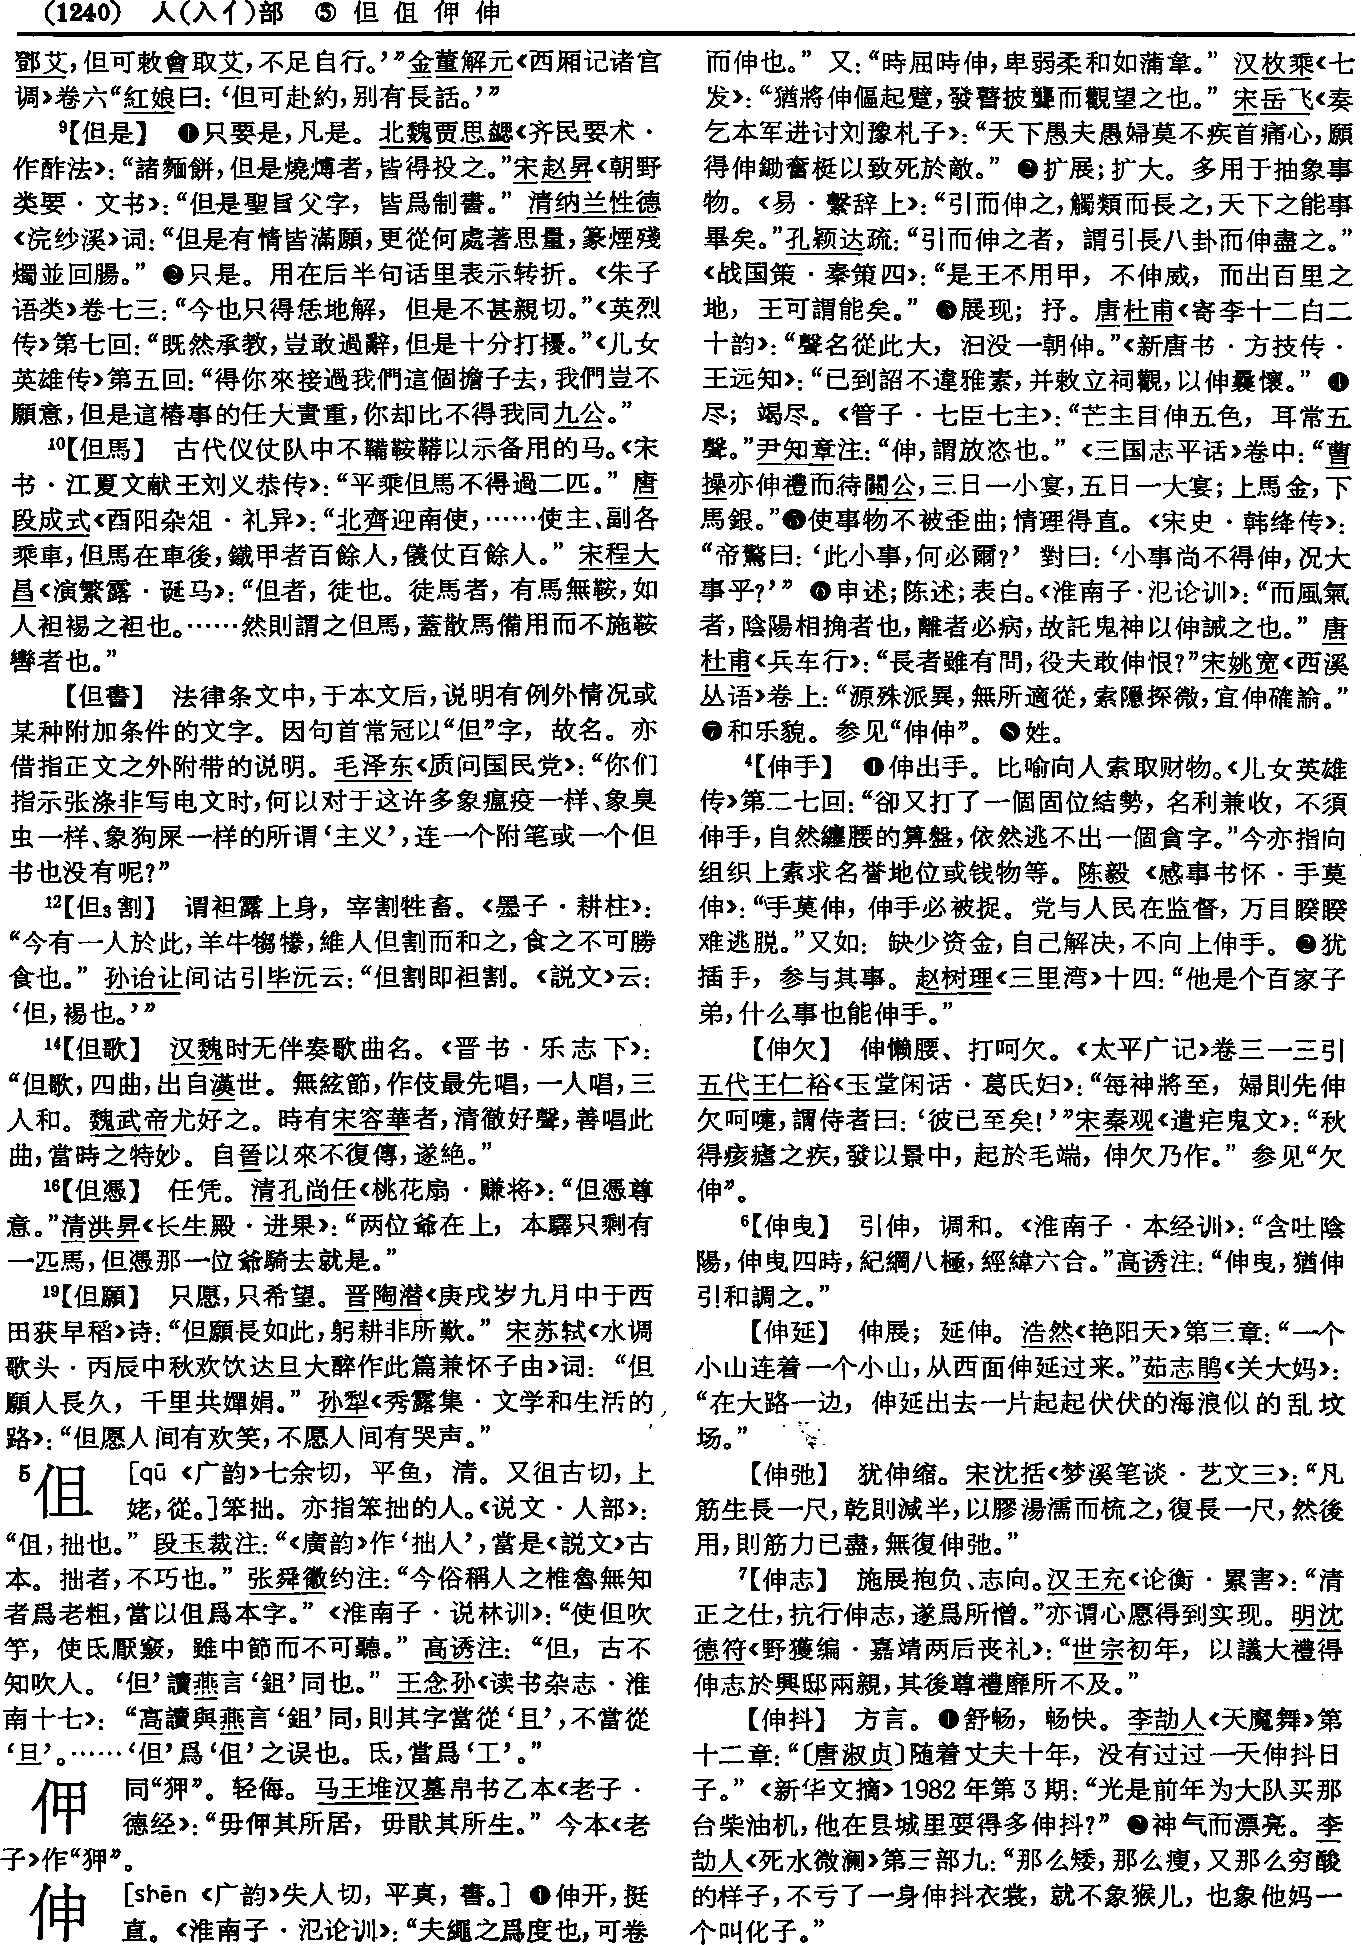 (1240) 人(入亻)部 ⑤ 但 伹 伊 伸
鄧艾，但可敕會取艾，不足自行。’”金董解元《西厢记诸宫
调》卷六“紅娘曰：‘但可赴約，别有長話。’”
⁹【但是】 ❶只要是，凡是。北魏贾思勰《齐民要术·
作酢法》：“諸麵餅，但是燒煿者，皆得投之。”宋赵昇《朝野
类要·文书》：“但是聖旨父字，皆爲制書。” 清纳兰性德
《浣纱溪》词：“但是有情皆滿願，更從何處著思量，篆煙殘
燭並回腸。” ❷只是。用在后半句话里表示转折。《朱子
语类》卷七三：“今也只得恁地解，但是不甚親切。”《英烈
传》第七回：“既然承教，豈敢過辭，但是十分打擾。”《儿女
英雄传》第五回：“得你來接過我們這個擔子去，我們豈不
願意，但是這樁事的任大責重，你却比不得我同九公。”
¹⁰【但馬】 古代仪仗队中不鞴鞍鞯以示备用的马。《宋
书·江夏文献王刘义恭传》：“平乘但馬不得過二匹。” 唐
段成式《酉阳杂俎·礼异》：“北齊迎南使，……使主、副各
乘車，但馬在車後，鐵甲者百餘人，儀仗百餘人。” 宋程大
昌《演繁露·诞马》：“但者，徒也。徒馬者，有馬無鞍，如
人袒裼之袒也。……然則謂之但馬，蓋散馬備用而不施鞍
轡者也。”
【但書】 法律条文中，于本文后，说明有例外情况或
某种附加条件的文字。因句首常冠以“但”字，故名。亦
借指正文之外附带的说明。毛泽东《质问国民党》：“你们
指示张涤非写电文时，何以对于这许多象瘟疫一样、象臭
虫一样、象狗屎一样的所谓‘主义’，连一个附笔或一个但
书也没有呢？”
¹²【但₃割】 谓袒露上身，宰割牲畜。《墨子·耕柱》：
“今有一人於此，羊牛犓犙，維人但割而和之，食之不可勝
食也。” 孙诒让间诂引毕沅云：“但割即袒割。《説文》云：
‘但，裼也。’”
¹⁴【但歌】 汉魏时无伴奏歌曲名。《晋书·乐志下》：
“但歌，四曲，出自漢世。無絃節，作伎最先唱，一人唱，三
人和。魏武帝尤好之。時有宋容華者，清徹好聲，善唱此
曲，當時之特妙。自晉以來不復傳，遂絶。”
¹⁶【但憑】 任凭。清孔尚任《桃花扇·赚将》：“但憑尊
意。”清洪昇《长生殿·进果》：“两位爺在上，本驛只剩有
一匹馬，但憑那一位爺騎去就是。”
¹⁹【但願】 只愿，只希望。晋陶潜《庚戌岁九月中于西
田获早稻》诗：“但願長如此，躬耕非所歎。” 宋苏轼《水调
歌头·丙辰中秋欢饮达旦大醉作此篇兼怀子由》词：“但
願人長久，千里共嬋娟。” 孙犁《秀露集·文学和生活的
路》：“但愿人间有欢笑，不愿人间有哭声。”
5伹 [qū 《广韵》七余切，平鱼，清。又徂古切，上
姥，從。]笨拙。亦指笨拙的人。《说文·人部》：
“伹，拙也。” 段玉裁注：“《廣韵》作‘拙人’，當是《説文》古
本。拙者，不巧也。” 张舜徽约注：“今俗稱人之椎魯無知
者爲老粗，當以伹爲本字。” 《淮南子·说林训》：“使但吹
竽，使氐厭竅，雖中節而不可聽。” 高诱注：“但，古不
知吹人。‘但’讀燕言‘鉏’同也。” 王念孙《读书杂志·淮
南十七》：“高讀與燕言‘鉏’同，則其字當從‘且’，不當從
‘旦’。……‘但’爲‘伹’之误也。氐，當爲‘工’。”
伊 同“狎”。轻侮。马王堆汉墓帛书乙本《老子·
德经》：“毋伊其所居，毋猒其所生。” 今本《老
子》作“狎”。
伸 [shēn 《广韵》失人切，平真，書。] ❶伸开，挺
直。《淮南子·氾论训》：“夫繩之爲度也，可卷
而伸也。” 又：“時屈時伸，卑弱柔和如蒲韋。” 汉枚乘《七
发》：“猶將伸傴起躄，發瞽披聾而觀望之也。” 宋岳飞《奏
乞本军进讨刘豫札子》：“天下愚夫愚婦莫不疾首痛心，願
得伸鋤奮梃以致死於敵。” ❷扩展；扩大。多用于抽象事
物。《易·繫辞上》：“引而伸之，觸類而長之，天下之能事
畢矣。”孔颖达疏：“引而伸之者，謂引長八卦而伸盡之。”
《战国策·秦策四》：“是王不用甲，不伸威，而出百里之
地，王可謂能矣。” ❸展现；抒。唐杜甫《寄李十二白二
十韵》：“聲名從此大，汩没一朝伸。”《新唐书·方技传·
王远知》：“已到詔不違雅素，并敕立祠觀，以伸曩懷。” ❹
尽；竭尽。《管子·七臣七主》：“芒主目伸五色，耳常五
聲。”尹知章注：“伸，謂放恣也。” 《三国志平话》卷中：“曹
操亦伸禮而待關公，三日一小宴，五日一大宴；上馬金，下
馬銀。”❺使事物不被歪曲；情理得直。《宋史·韩绛传》：
“帝驚曰：‘此小事，何必爾？’ 對曰：‘小事尚不得伸，况大
事乎？’” ❻申述；陈述；表白。《淮南子·氾论训》：“而風氣
者，陰陽相捔者也，離者必病，故託鬼神以伸誡之也。” 唐
杜甫《兵车行》：“長者雖有問，役夫敢伸恨？”宋姚宽《西溪
丛语》卷上：“源殊派異，無所適從，索隱探微，宜伸確論。”
❼和乐貌。参见“伸伸”。 ❽姓。
⁴【伸手】 ❶伸出手。比喻向人索取财物。《儿女英雄
传》第二七回：“卻又打了一個固位結勢，名利兼收，不須
伸手，自然纏腰的算盤，依然逃不出一個貪字。”今亦指向
组织上索求名誉地位或钱物等。陈毅《感事书怀·手莫
伸》：“手莫伸，伸手必被捉。党与人民在监督，万目睽睽
难逃脱。”又如：缺少资金，自己解决，不向上伸手。 ❷犹
插手，参与其事。赵树理《三里湾》十四：“他是个百家子
弟，什么事也能伸手。”
【伸欠】 伸懒腰、打呵欠。《太平广记》卷三一三引
五代王仁裕《玉堂闲话·葛氏妇》：“每神將至，婦則先伸
欠呵嚏，謂侍者曰：‘彼已至矣！’”宋秦观《遣疟鬼文》：“秋
得痎瘧之疾，發以景中，起於毛端，伸欠乃作。” 参见“欠
伸”。
⁶【伸曳】 引伸，调和。《淮南子·本经训》：“含吐陰
陽，伸曳四時，紀綱八極，經緯六合。”高诱注：“伸曳，猶伸
引和調之。”
【伸延】 伸展；延伸。浩然《艳阳天》第三章：“一个
小山连着一个小山，从西面伸延过来。”茹志鹃《关大妈》：
“在大路一边，伸延出去一片起起伏伏的海浪似的乱坟
场。”
【伸弛】 犹伸缩。宋沈括《梦溪笔谈·艺文三》：“凡
筋生長一尺，乾則減半，以膠湯濡而梳之，復長一尺，然後
用，則筋力已盡，無復伸弛。”
⁷【伸志】 施展抱负、志向。汉王充《论衡·累害》：“清
正之仕，抗行伸志，遂爲所憎。”亦谓心愿得到实现。明沈
德符《野獲编·嘉靖两后丧礼》：“世宗初年，以議大禮得
伸志於興邸兩親，其後尊禮靡所不及。”
【伸抖】 方言。❶舒畅，畅快。李劼人《天魔舞》第
十二章：“〔唐淑贞〕随着丈夫十年，没有过过一天伸抖日
子。” 《新华文摘》1982年第3期：“光是前年为大队买那
台柴油机，他在县城里耍得多伸抖？” ❷神气而漂亮。李
劼人《死水微澜》第三部九：“那么矮，那么瘦，又那么穷酸
的样子，不亏了一身伸抖衣裳，就不象猴儿，也象他妈一
个叫化子。”